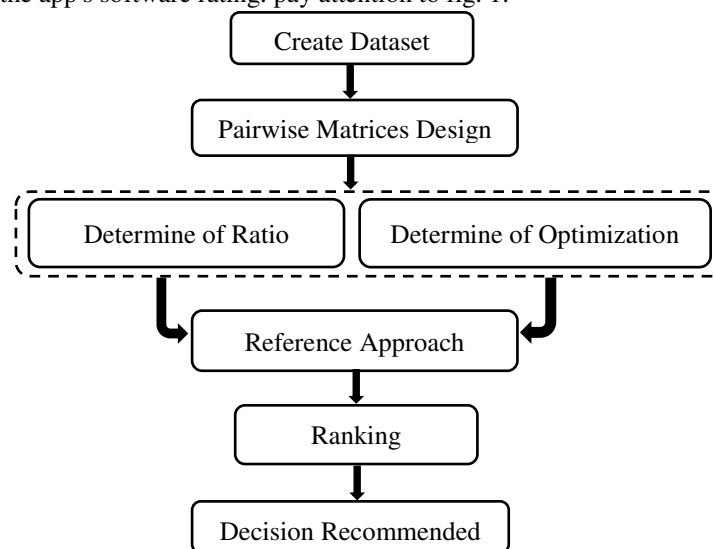 the app's software rating. pay attention to fig. 1.
Create Dataset
Pairwise Matrices Design
Determine of Ratio
Determine of Optimization
Reference Approach
Ranking
Decision Recommended